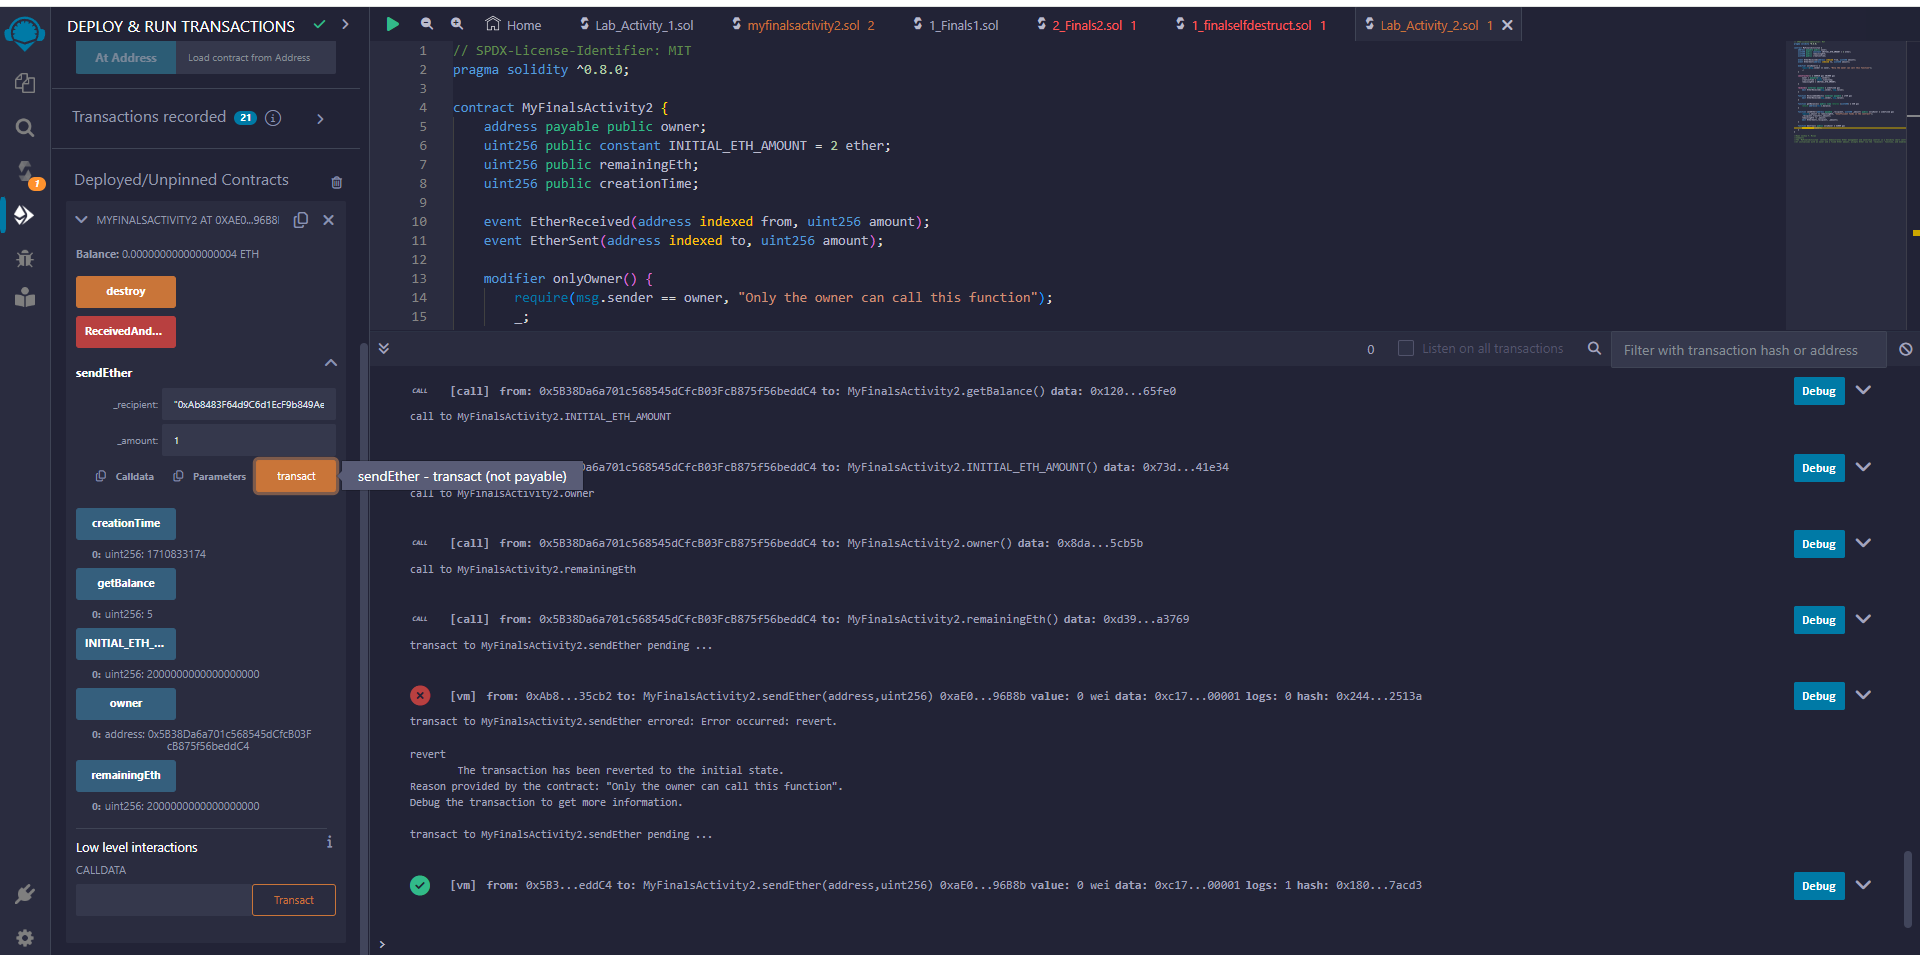 DEPLOY & RUN TRANSACTIONS
At Address
Load contract from Address
Transactions recorded 21
Deployed/Unpinned Contracts
1
MYFINALSACTIVITY2 AT 0XAE0...96B8
Balance: 0.000000000000000004 ETH
destroy
ReceivedAnd...
sendEther
_recipient: "0xAb8483F64d9C6d1EcF9b849Ae
_amount: 1
Calldata
Parameters
transact
sendEther - transact (not payable)
creationTime
0: uint256: 1710833174
getBalance
0: uint256: 5
INITIAL_ETH_...
0: uint256: 2000000000000000000
owner
0: address: 0x5B38Da6a701c568545dCfcB03F
cB875f56beddC4
remainingEth
0: uint256: 2000000000000000000
Low level interactions
CALLDATA
Transact
Home
Lab_Activity_1.sol
myfinalsactivity2.sol 2
1_Finals1.sol
2_Finals2.sol 1
1_finalselfdestruct.sol 1
Lab_Activity_2.sol 1
1 // SPDX-License-Identifier: MIT
2 pragma solidity ^0.8.0;
3
4 contract MyFinalsActivity2 {
5 address payable public owner;
6 uint256 public constant INITIAL_ETH_AMOUNT = 2 ether;
7 uint256 public remainingEth;
8 uint256 public creationTime;
9
10 event EtherReceived(address indexed from, uint256 amount);
11 event EtherSent(address indexed to, uint256 amount);
12
13 modifier onlyOwner() {
14 require(msg.sender == owner, "Only the owner can call this function");
15 _;
0
Listen on all transactions
Filter with transaction hash or address
CALL [call] from: 0x5B38Da6a701c568545dCfcB03FcB875f56beddC4 to: MyFinalsActivity2.getBalance() data: 0x120...65fe0
Debug
call to MyFinalsActivity2.INITIAL_ETH_AMOUNT
da6a701c568545dCfcB03FcB875f56beddC4 to: MyFinalsActivity2.INITIAL_ETH_AMOUNT() data: 0x73d...41e34
Debug
call to MyFinalsActivity2.owner
CALL [call] from: 0x5B38Da6a701c568545dCfcB03FcB875f56beddC4 to: MyFinalsActivity2.owner() data: 0x8da...5cb5b
Debug
call to MyFinalsActivity2.remainingEth
CALL [call] from: 0x5B38Da6a701c568545dCfcB03FcB875f56beddC4 to: MyFinalsActivity2.remainingEth() data: 0xd39...a3769
Debug
transact to MyFinalsActivity2.sendEther pending ...
[vm] from: 0xAb8...35cb2 to: MyFinalsActivity2.sendEther(address,uint256) 0xaE0...96B8b value: 0 wei data: 0xc17...00001 logs: 0 hash: 0x244...2513a
Debug
transact to MyFinalsActivity2.sendEther errored: Error occurred: revert.
revert
The transaction has been reverted to the initial state.
Reason provided by the contract: "Only the owner can call this function".
Debug the transaction to get more information.
transact to MyFinalsActivity2.sendEther pending ...
[vm] from: 0x5B3...eddC4 to: MyFinalsActivity2.sendEther(address,uint256) 0xaE0...96B8b value: 0 wei data: 0xc17...00001 logs: 1 hash: 0x180...7acd3
Debug
>